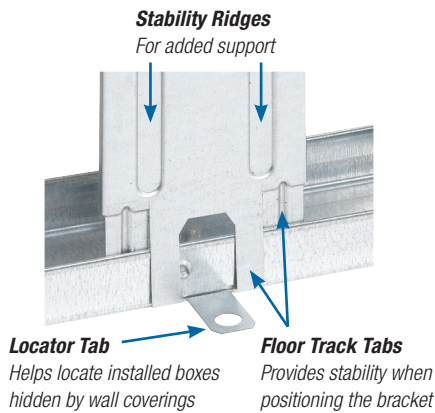 Stability Ridges
For added support
Locator Tab
Helps locate installed boxes
hidden by wall coverings
Floor Track Tabs
Provides stability when
positioning the bracket